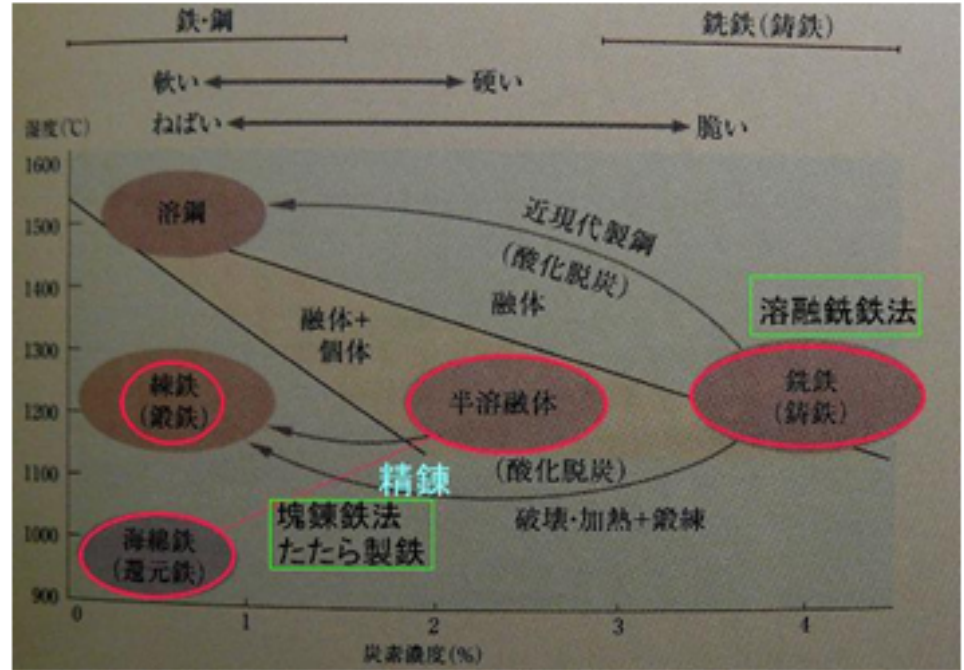 鉄・鋼
銑鉄(鋳鉄)
軟い
硬い
ねばい
脆い
温度(℃)
1600
1500
1400
1300
1200
1100
1000
900
溶鋼
近現代製鋼
(酸化脱炭)
融体
融体+
個体
溶融銑鉄法
銑鉄
(鋳鉄)
練鉄
(鍛鉄)
半溶融体
精錬
(酸化脱炭)
塊錬鉄法
たたら製鉄
破壊・加熱+鍛練
海綿鉄
(還元鉄)
0
1
2
3
4
炭素濃度(%)